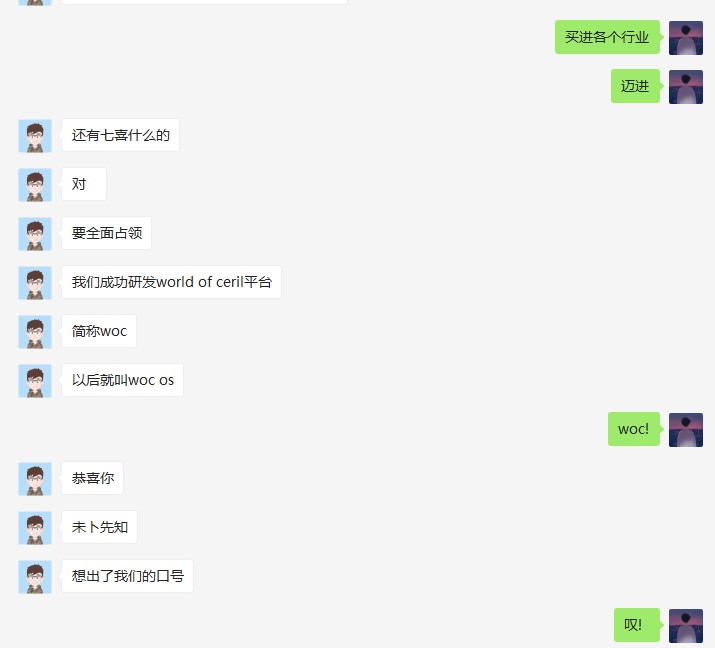 买进各个行业
迈进
还有七喜什么的
对
要全面占领
我们成功研发world of ceril平台
简称woc
以后就叫woc os
woc!
恭喜你
未卜先知
想出了我们的口号
叹!